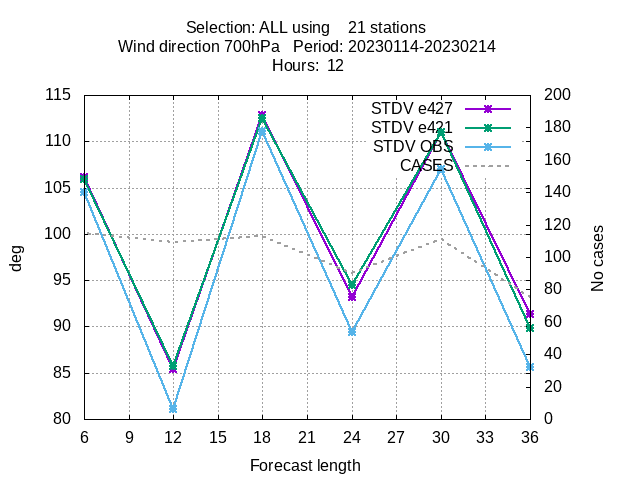 Selection: ALL using    21 stations
Wind direction 700hPa   Period: 20230114-20230214
Hours:  12
115
110
105
100
95
90
85
80
200
180
160
140
120
100
80
60
40
20
0
STDV e427
STDV e421
STDV OBS
CASES
deg
No cases
6 9 12 15 18 21 24 27 30 33 36
Forecast length